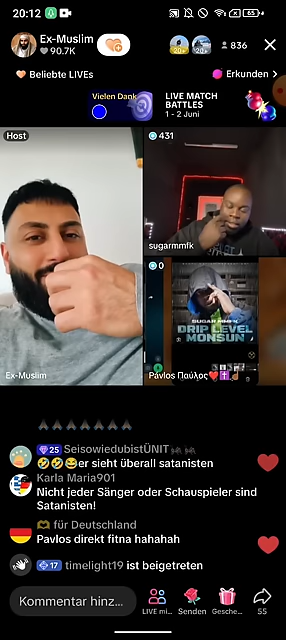 20:12
65
Ex-Muslim
90.7K
20+
20+
836
Beliebte LIVEs
Erkunden
Vielen Dank
LIVE MATCH
BATTLES
1 - 2 Juni
Host
431
sugarmmfk
Ex-Muslim
0
SUGAR MMFK
DRIP LEVEL
MONSUN
Pavlos Παύλος❤️✝️☝️
25 SeisowiedubistÜNIT
🤣🤣😂er sieht überall satanisten
Karla Maria901
Nicht jeder Sänger oder Schauspieler sind
Satanisten!
🫶 für Deutschland
Pavlos direkt fitna hahahah
17 timelight19 ist beigetreten
Kommentar hinz...
LIVE mi...
Senden
Gesche...
55